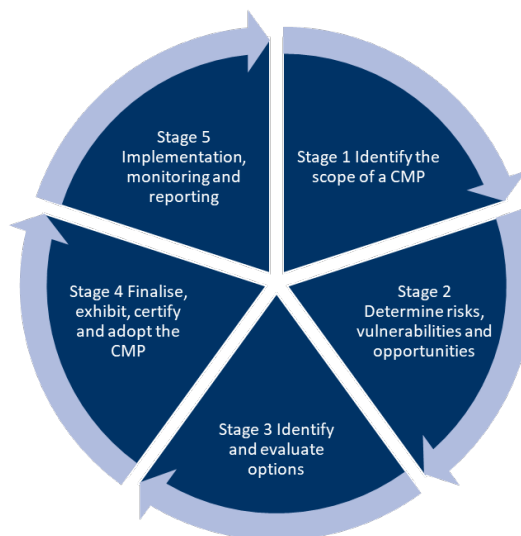 Stage 1 Identify the
scope of a CMP
Stage 2
Determine risks,
vulnerabilities and
opportunities
Stage 3 Identify
and evaluate
options
Stage 4 Finalise,
exhibit, certify
and adopt the
CMP
Stage 5
Implementation,
monitoring and
reporting